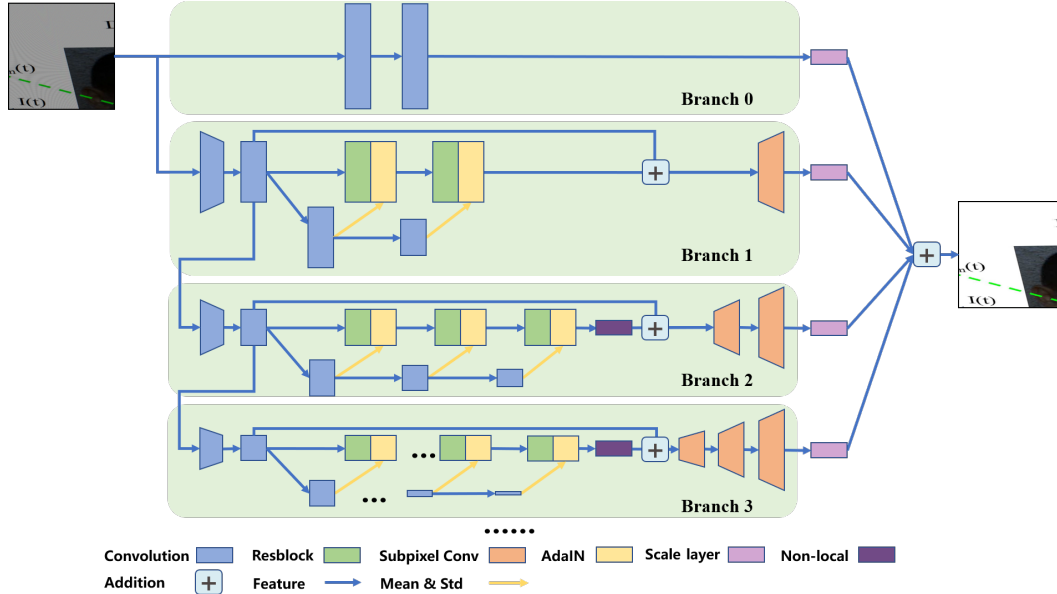 I
n(t)
I(t)
Branch 0
Branch 1
n(t)
I(t)
Branch 2
Branch 3
......
Convolution Resblock Subpixel Conv AdaIN Scale layer Non-local
Addition + Feature Mean & Std